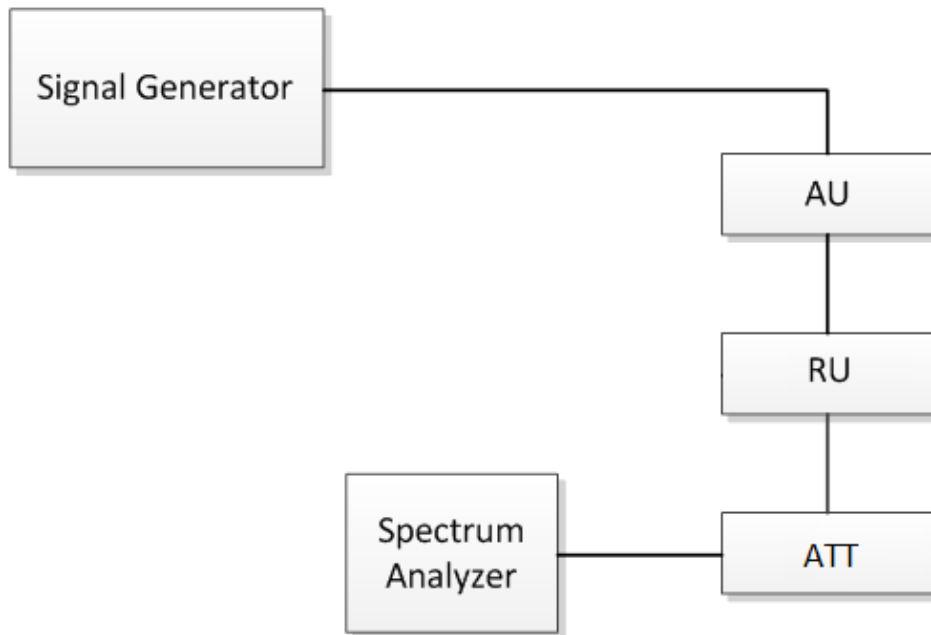 Signal Generator
AU
RU
Spectrum
Analyzer
ATT